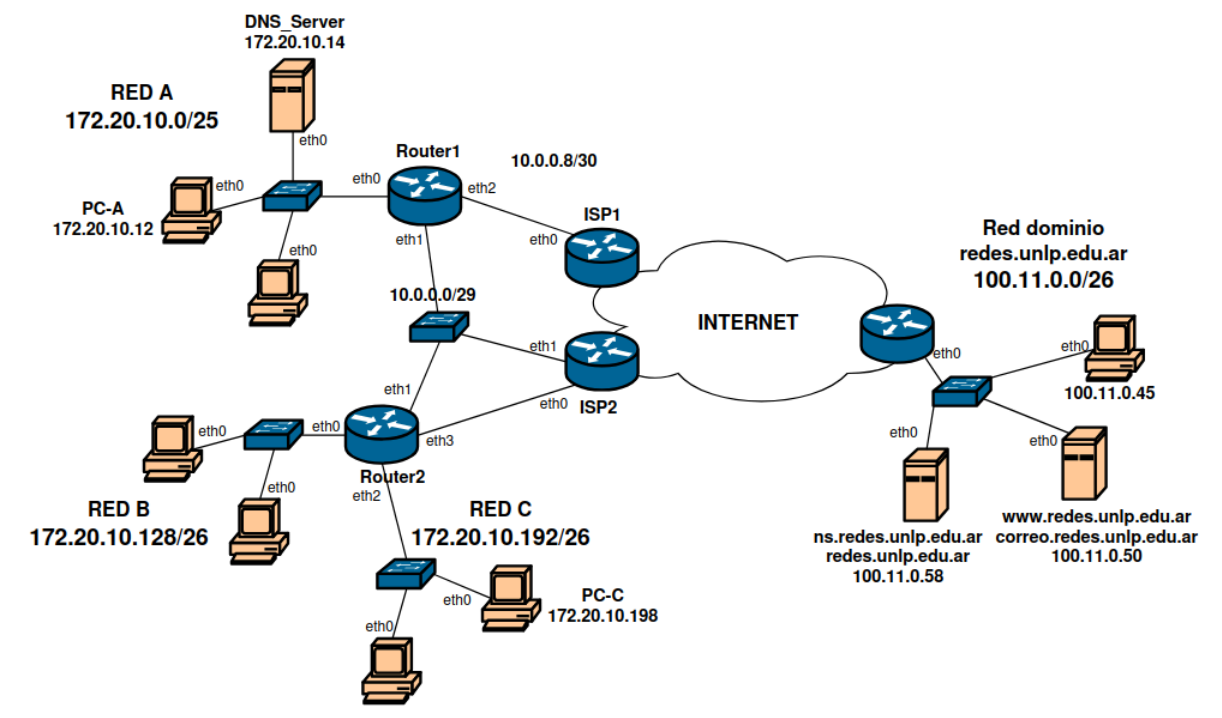 DNS_Server
172.20.10.14
RED A
172.20.10.0/25
eth0
Router1
10.0.0.8/30
eth0
eth0
eth2
PC-A
172.20.10.12
ISP1
eth0
eth1
eth0
Red dominio
redes.unlp.edu.ar
100.11.0.0/26
10.0.0.0/29
INTERNET
eth1
eth0
eth0
100.11.0.45
eth1
eth0
ISP2
eth0
eth0
eth3
eth0
eth0
Router2
eth2
eth0
RED B
172.20.10.128/26
RED C
172.20.10.192/26
www.redes.unlp.edu.ar
correo.redes.unlp.edu.ar
100.11.0.50
ns.redes.unlp.edu.ar
redes.unlp.edu.ar
100.11.0.58
eth0
PC-C
172.20.10.198
eth0